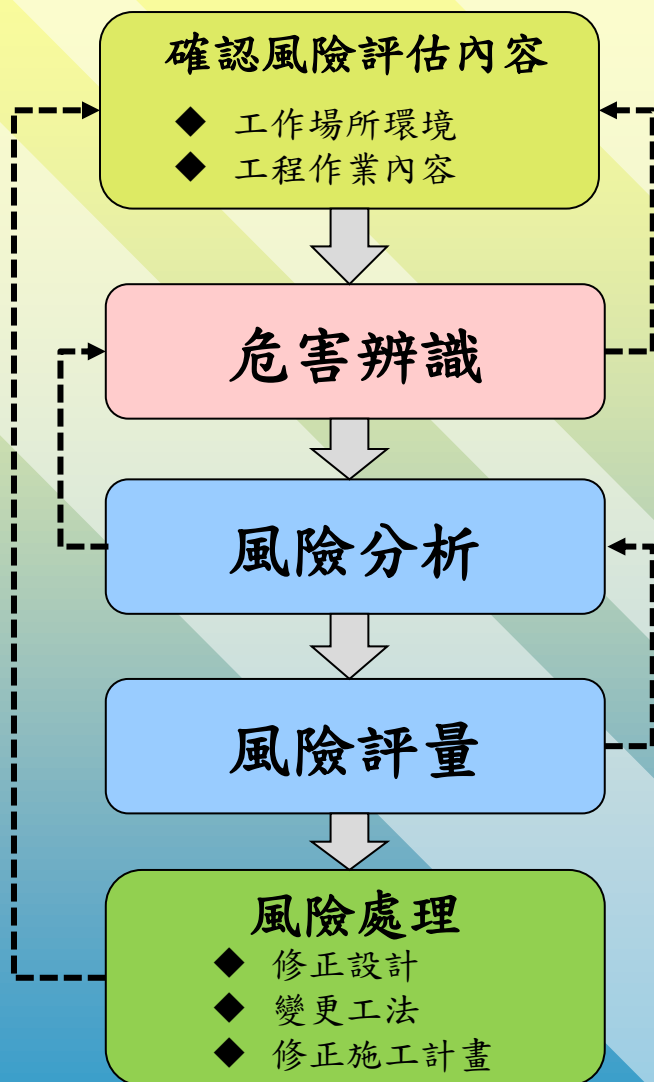 確認風險評估內容
◆ 工作場所環境
◆ 工程作業內容
危害辨識
風險分析
風險評量
風險處理
◆ 修正設計
◆ 變更工法
◆ 修正施工計畫